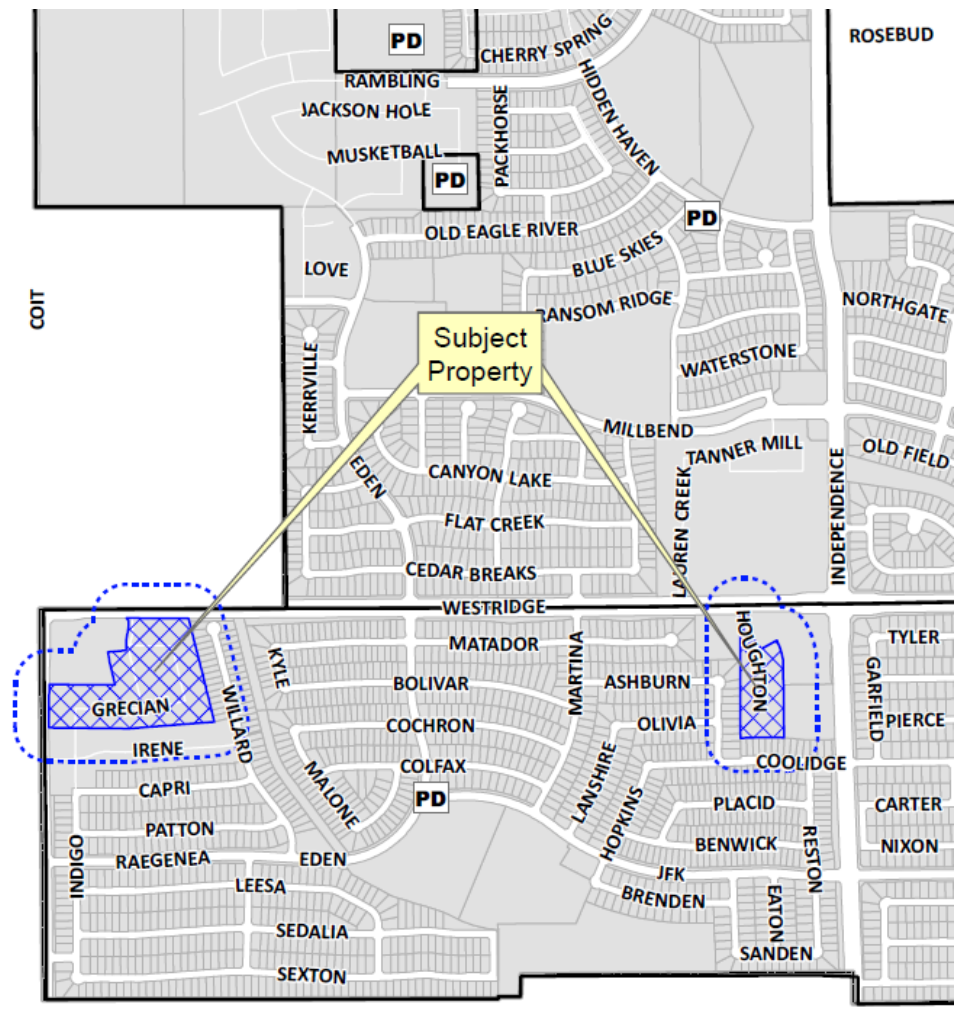 PD
CHERRY SPRING
ROSEBUD
RAMBLING
HIDDEN HAVEN
JACKSON HOLE
PACKHORSE
MUSKETBALL
PD
PD
OLD EAGLE RIVER
BLUE SKIES
LOVE
RANSOM RIDGE
NORTHGATE
COIT
Subject
Property
KERRVILLE
WATERSTONE
MILLBEND
TANNER MILL
OLD FIELD
EDEN
CANYON LAKE
LAUREN CREEK
INDEPENDENCE
FLAT CREEK
CEDAR BREAKS
WESTRIDGE
HOUGHTON
MATADOR
MARTINA
TYLER
KYLE
GARFIELD
BOLIVAR
ASHBURN
WILLARD
GRECIAN
COCHRON
OLIVIA
PIERCE
IRENE
COLFAX
COOLIDGE
MALONE
LANSHIRE
CAPRI
PD
HOPKINS
PLACID
CARTER
PATTON
BENWICK
RESTON
NIXON
INDIGO
RAEGENEA
EDEN
JFK
LEESA
BRENDEN
EATON
SEDALIA
SANDEN
SEXTON